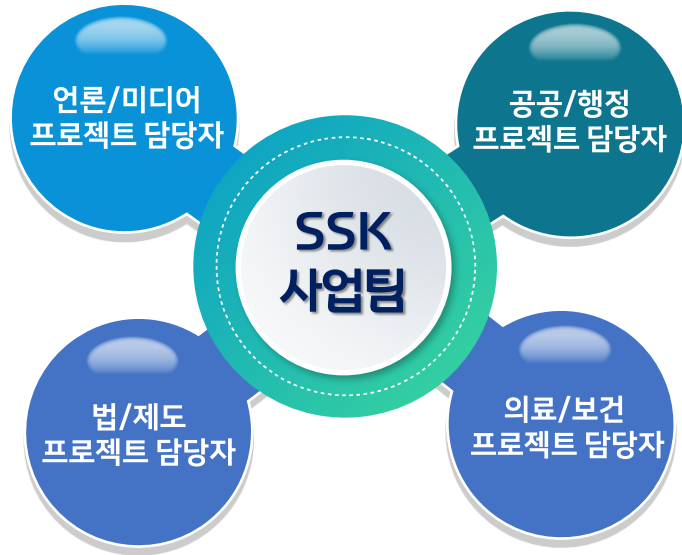 언론/미디어
프로젝트 담당자
공공/행정
프로젝트 담당자
SSK
사업팀
법/제도
프로젝트 담당자
의료/보건
프로젝트 담당자